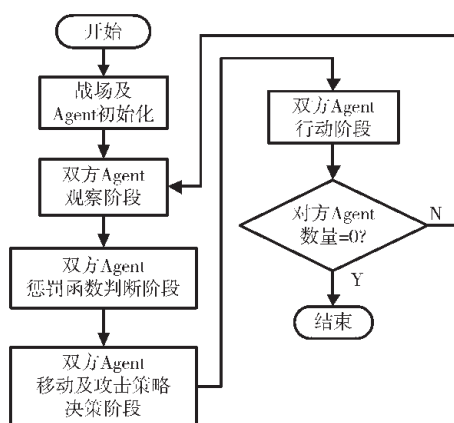 开始
战场及
Agent初始化
双方Agent
观察阶段
双方Agent
惩罚函数判断阶段
双方Agent
移动及攻击策略
决策阶段
双方Agent
行动阶段
对方Agent
数量=0?
N
Y
结束